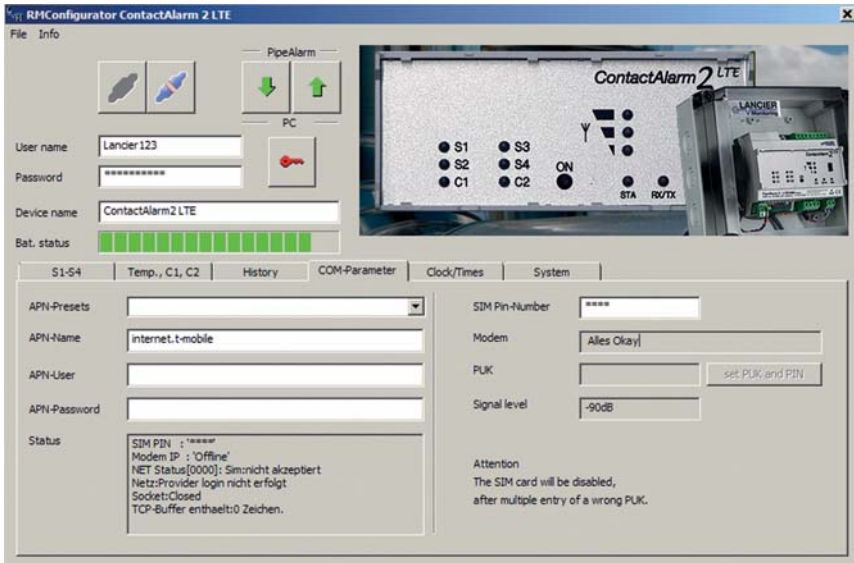 RMConfigurator ContactAlarm 2 LTE
File Info
PipeAlarm
PC
User name Lancier123
Password **********
Device name ContactAlarm2 LTE
Bat. status
ContactAlarm 2 LTE
S1 S3
S2 S4
C1 C2
ON
STA RX/TX
LANCIER
Monitoring
S1-S4 Temp., C1, C2 History COM-Parameter Clock/Times System
APN-Presets
APN-Name internet.t-mobile
APN-User
APN-Password
Status
SIM PIN : '****'
Modem IP : 'Offline'
NET Status[0000]: Sim:nicht akzeptiert
Netz:Provider login nicht erfolgt
Socket:Closed
TCP-Buffer enthaelt:0 Zeichen.
SIM Pin-Number ****
Modem Alles Okay
PUK set PUK and PIN
Signal level -90dB
Attention
The SIM card will be disabled,
after multiple entry of a wrong PUK.